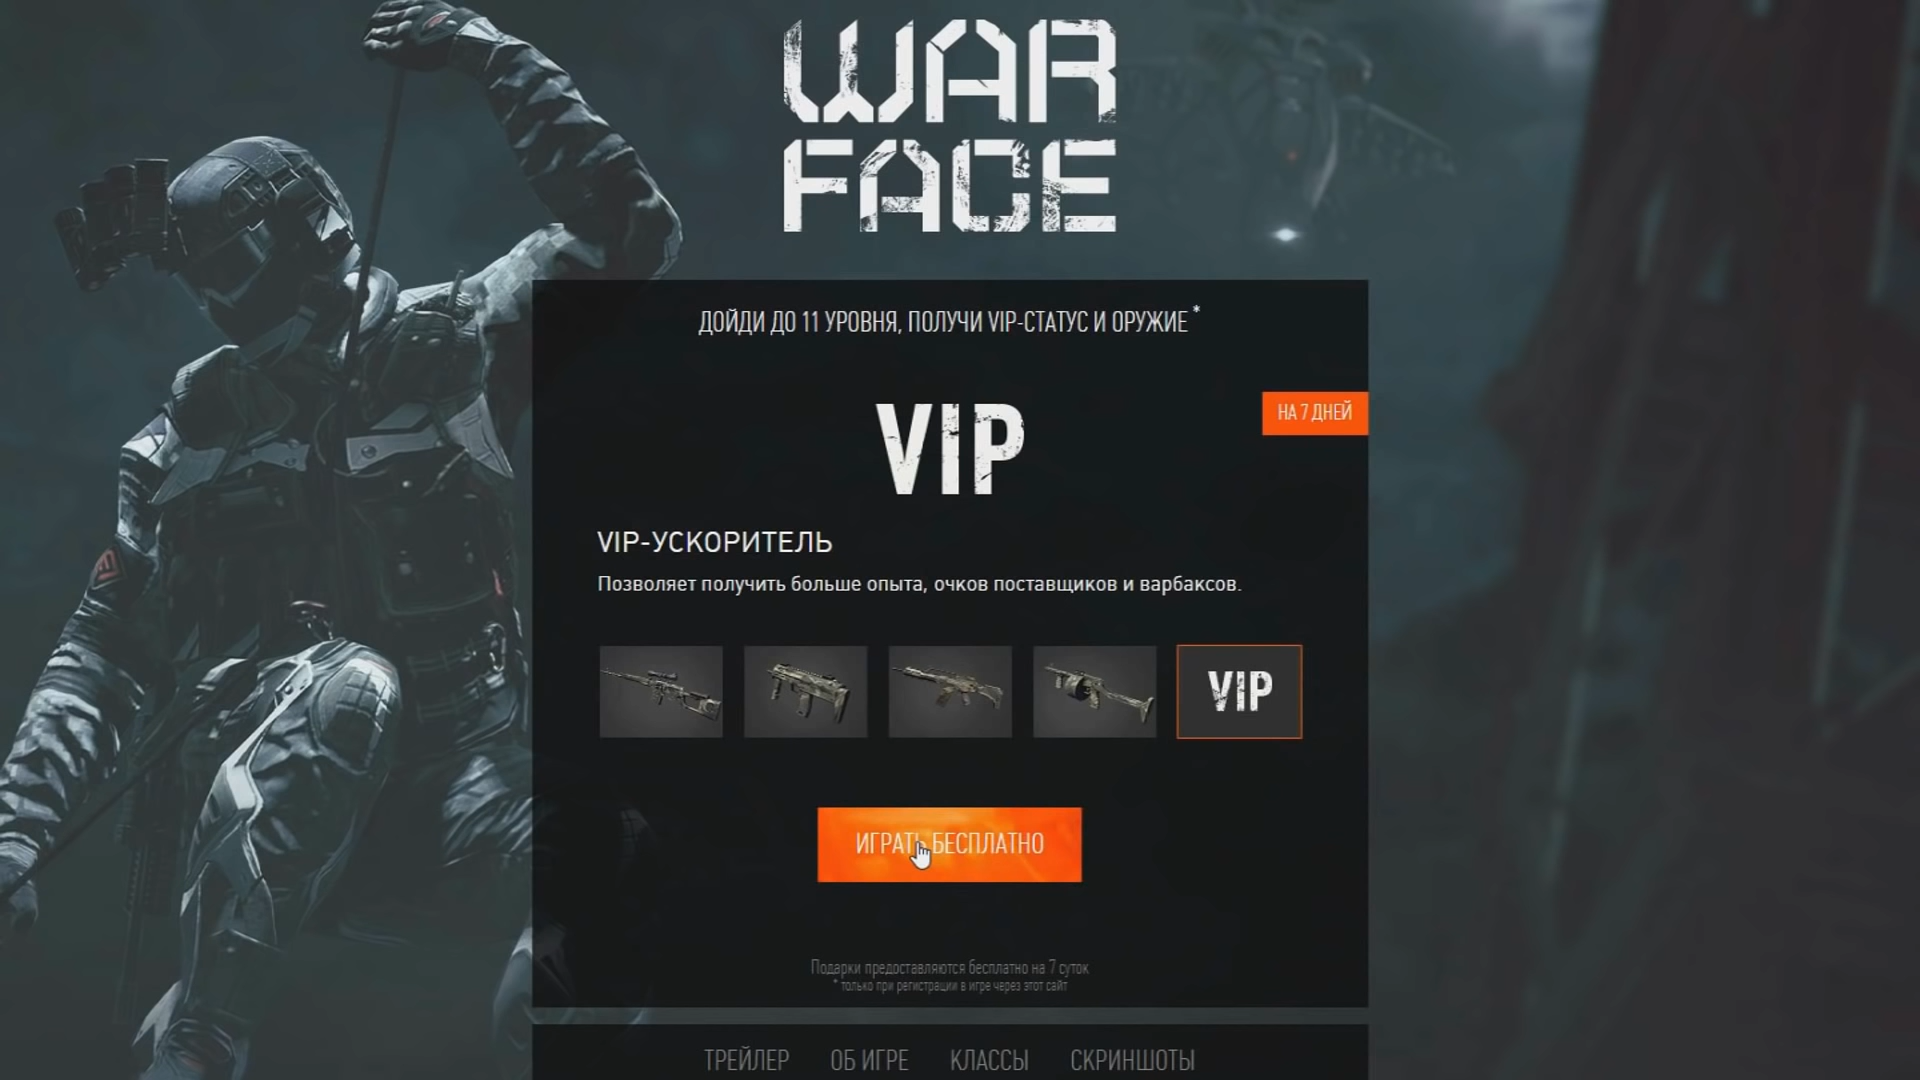 WAR
FACE
ДОЙДИ ДО 11 УРОВНЯ, ПОЛУЧИ VIP-СТАТУС И ОРУЖИЕ *
VIP
НА 7 ДНЕЙ
VIP-УСКОРИТЕЛЬ
Позволяет получить больше опыта, очков поставщиков и варбаксов.
VIP
ИГРАТЬ БЕСПЛАТНО
Подарки предоставляются бесплатно на 7 суток
* только при регистрации в игре через этот сайт
ТРЕЙЛЕР ОБ ИГРЕ КЛАССЫ СКРИНШОТЫ